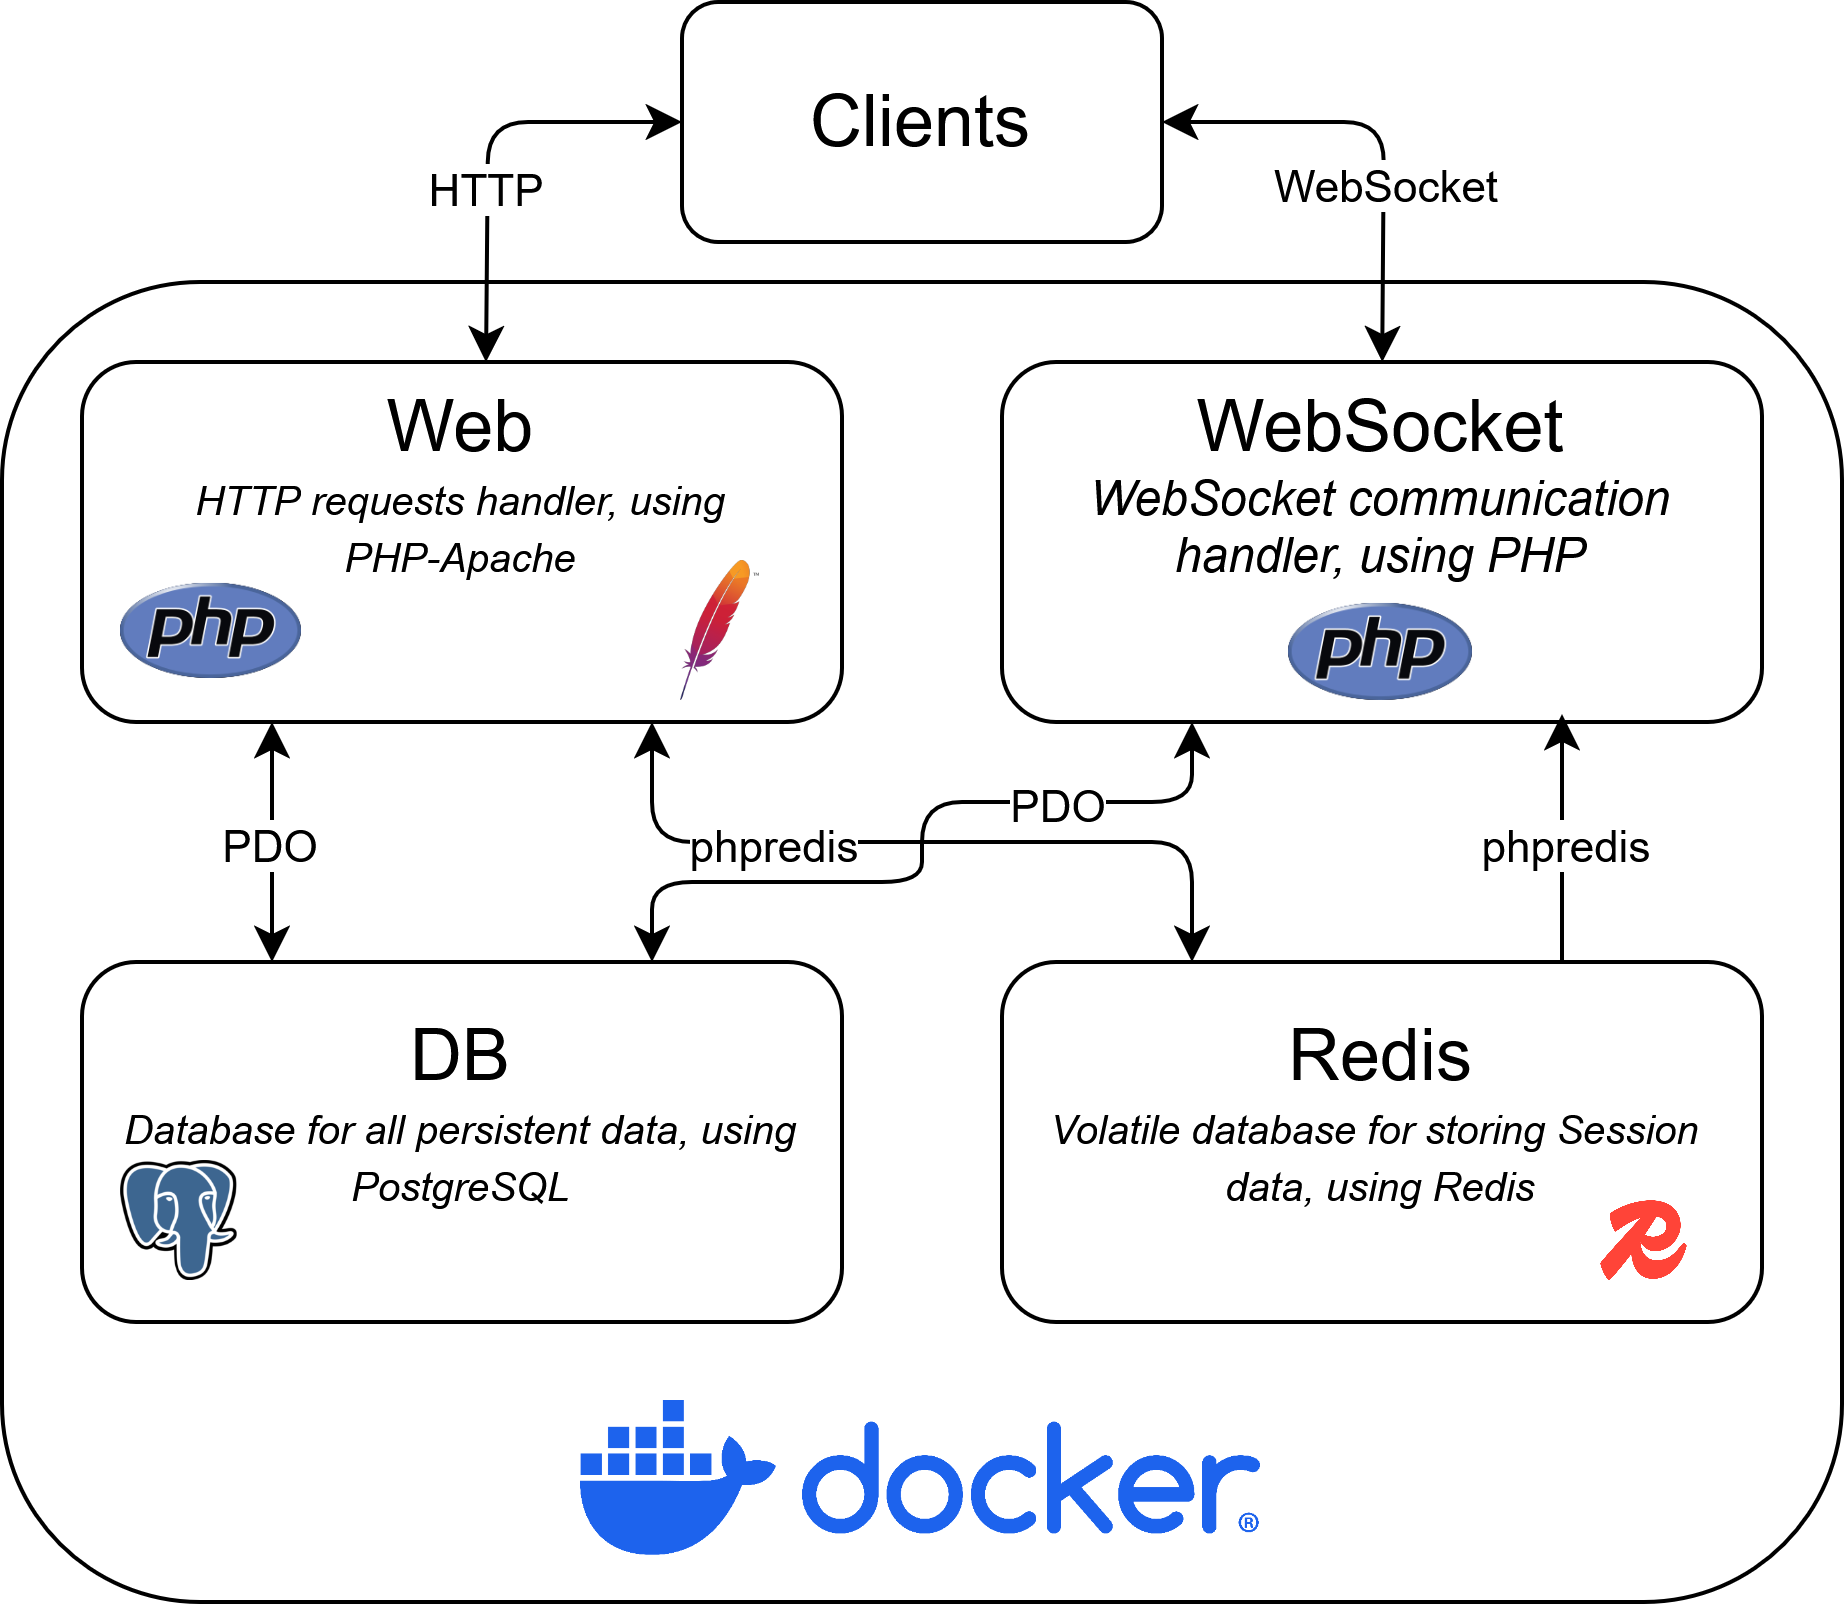 Clients
HTTP
WebSocket
Web
HTTP requests handler, using
PHP-Apache
php
™
WebSocket
WebSocket communication
handler, using PHP
php
PDO
phpredis
PDO
phpredis
DB
Database for all persistent data, using
PostgreSQL
Redis
Volatile database for storing Session
data, using Redis
docker®